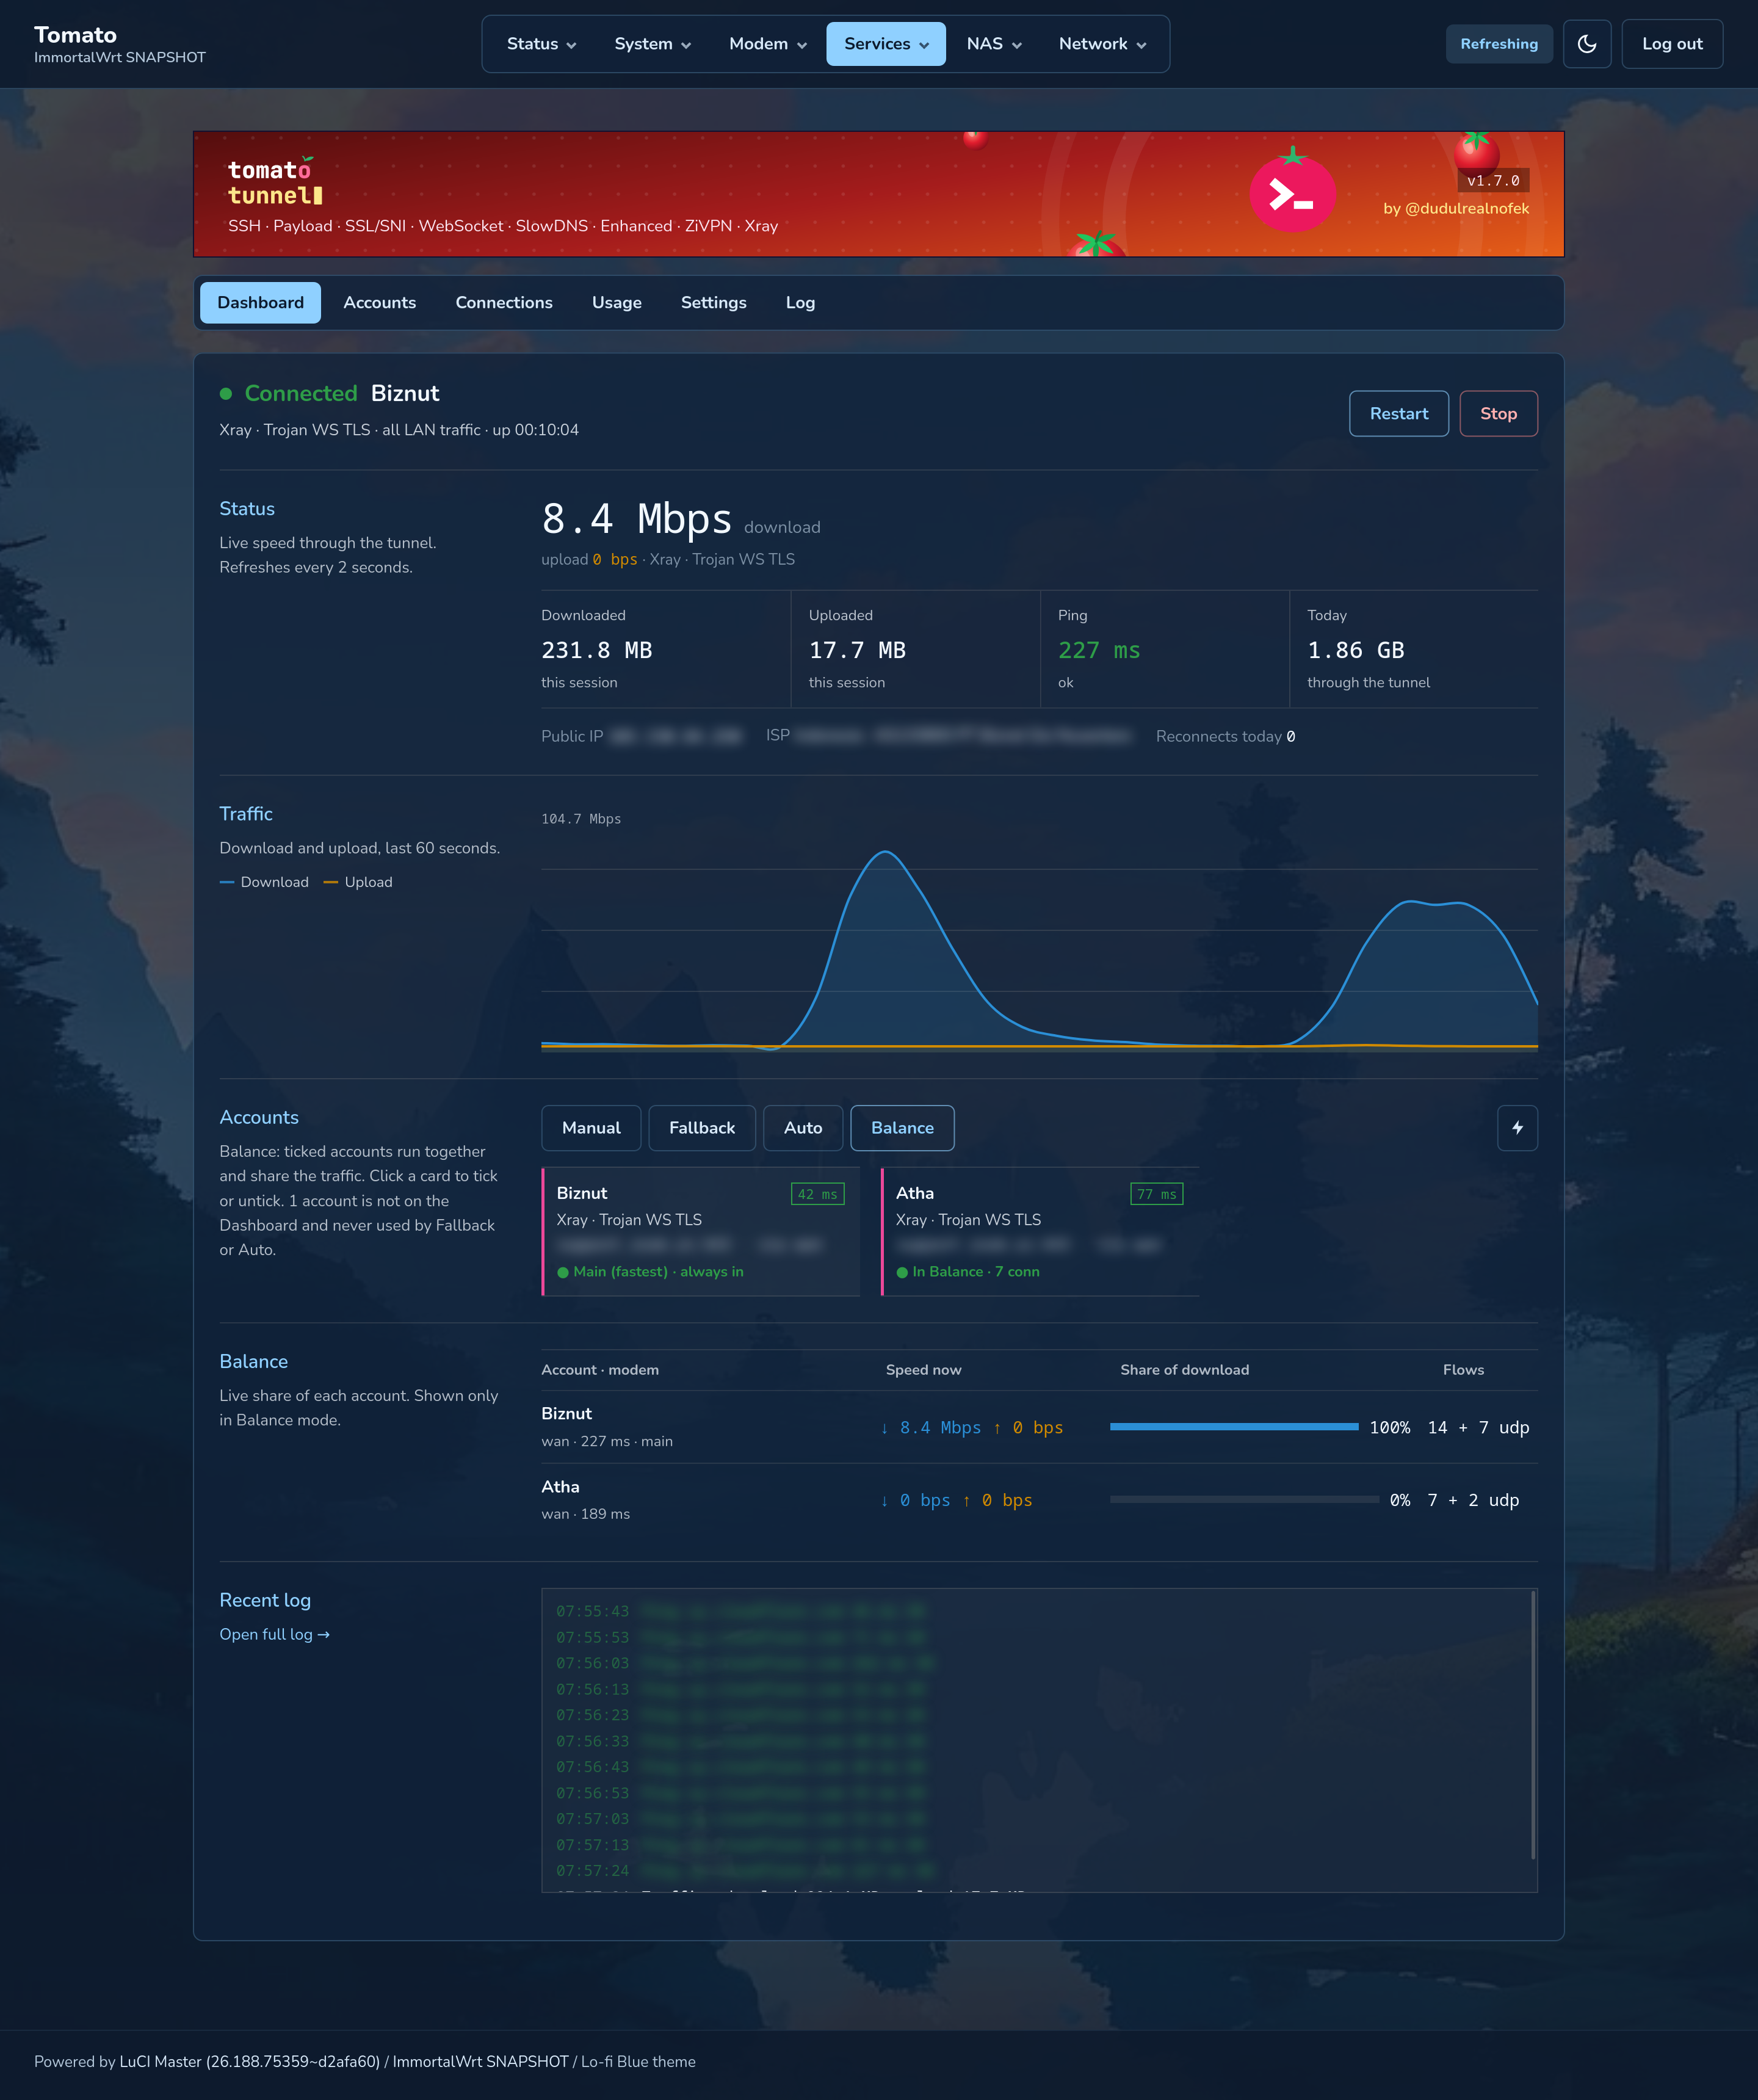 Tomato
ImmortalWrt SNAPSHOT
Status
System
Modem
Services
NAS
Network
Refreshing
Log out
tomato
tunnel
SSH · Payload · SSL/SNI · WebSocket · SlowDNS · Enhanced · ZiVPN · Xray
v1.7.0
by @dudulrealnofek
Dashboard
Accounts
Connections
Usage
Settings
Log
Connected Biznut
Xray · Trojan WS TLS · all LAN traffic · up 00:10:04
Restart
Stop
Status
Live speed through the tunnel.
Refreshes every 2 seconds.
8.4 Mbps download
upload 0 bps · Xray · Trojan WS TLS
Downloaded
231.8 MB
this session
Uploaded
17.7 MB
this session
Ping
227 ms
ok
Today
1.86 GB
through the tunnel
Public IP
ISP
Reconnects today 0
Traffic
Download and upload, last 60 seconds.
Download
Upload
104.7 Mbps
Accounts
Balance: ticked accounts run together
and share the traffic. Click a card to tick
or untick. 1 account is not on the
Dashboard and never used by Fallback
or Auto.
Manual
Fallback
Auto
Balance
Biznut
42 ms
Xray · Trojan WS TLS
Main (fastest) · always in
Atha
77 ms
Xray · Trojan WS TLS
In Balance · 7 conn
Balance
Live share of each account. Shown only
in Balance mode.
Account · modem
Speed now
Share of download
Flows
Biznut
wan · 227 ms · main
↓ 8.4 Mbps ↑ 0 bps
100%
14 + 7 udp
Atha
wan · 189 ms
↓ 0 bps ↑ 0 bps
0%
7 + 2 udp
Recent log
Open full log →
07:55:43
07:55:53
07:56:03
07:56:13
07:56:23
07:56:33
07:56:43
07:56:53
07:57:03
07:57:13
07:57:24
Powered by LuCI Master (26.188.75359~d2afa60) / ImmortalWrt SNAPSHOT / Lo-fi Blue theme